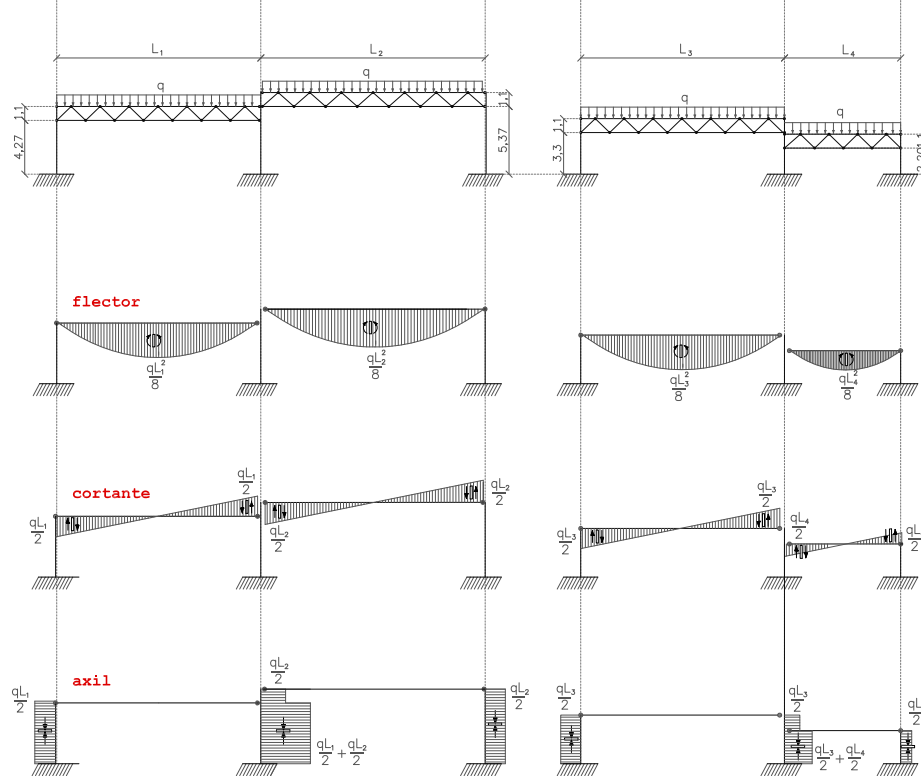 L₁ L₂ L₃ L₄
q q q q
1,1 1,1 1,1
4,27 5,37 3,3
flector
qL₁²/8 qL₂²/8 qL₃²/8 qL₄²/8
cortante
qL₁/2 qL₁/2 qL₂/2 qL₂/2 qL₃/2 qL₃/2 qL₄/2
axil
qL₁/2 qL₂/2 qL₂/2 qL₃/2 qL₃/2
qL₁/2 + qL₂/2 qL₃/2 + qL₄/2